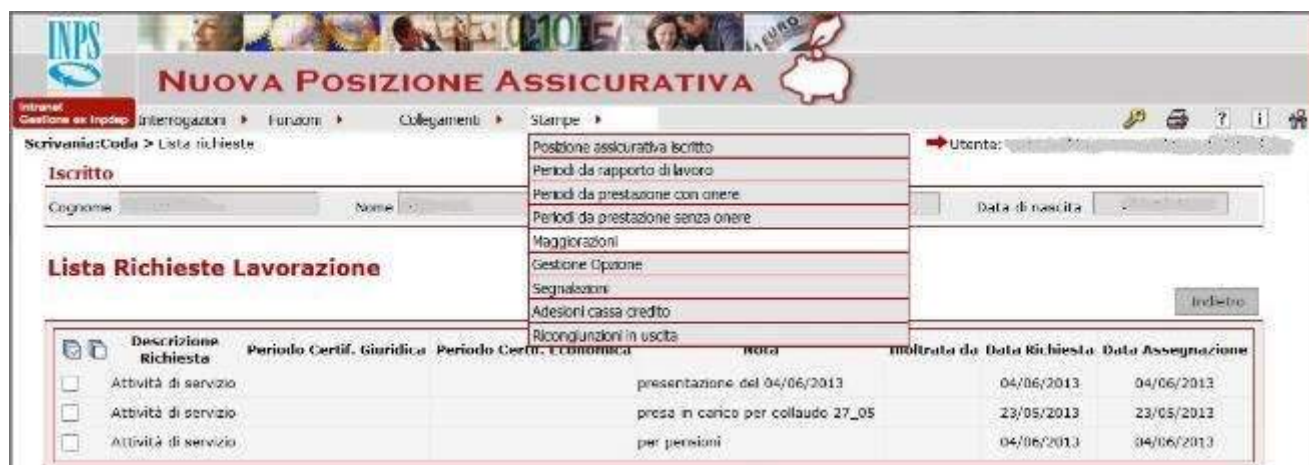 INPS
NUOVA POSIZIONE ASSICURATIVA
Intranet
Gestione ex Inpdap
Interrogazioni Funzioni Collegamenti Stampe
Scrivania:Coda > Lista richieste
Utente:
Posizione assicurativa iscritto
Periodi da rapporto di lavoro
Periodi da prestazione con onere
Periodi da prestazione senza onere
Maggiorazioni
Gestione Opzione
Segnalazioni
Adesioni cassa credito
Ricongiunzioni in uscita
Iscritto
Cognome Nome Data di nascita
Lista Richieste Lavorazione
Indietro
Descrizione Richiesta Periodo Certif. Giuridica Periodo Certif. Economica Nota Inoltrata da Data Richiesta Data Assegnazione
Attività di servizio presentazione del 04/06/2013 04/06/2013 04/06/2013
Attività di servizio presa in carico per collaudo 27_05 23/05/2013 23/05/2013
Attività di servizio per pensioni 04/06/2013 04/06/2013